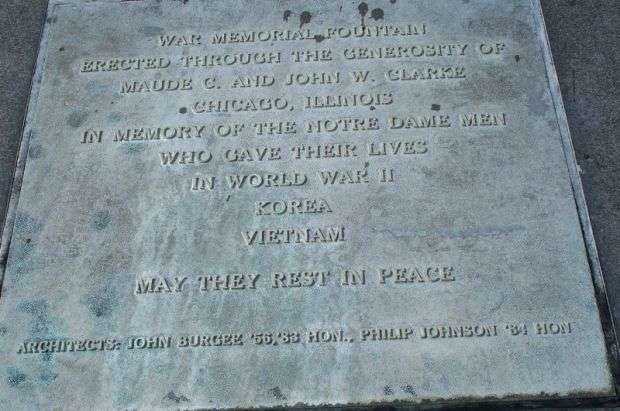 WAR MEMORIAL FOUNTAIN
ERECTED THROUGH THE GENEROSITY OF
MAUDE C. AND JOHN W. CLARKE
CHICAGO, ILLINOIS
IN MEMORY OF THE NOTRE DAME MEN
WHO GAVE THEIR LIVES
IN WORLD WAR II
KOREA
VIETNAM
MAY THEY REST IN PEACE
ARCHITECTS: JOHN BURGEE '56,'83 HON., PHILIP JOHNSON '84 HON